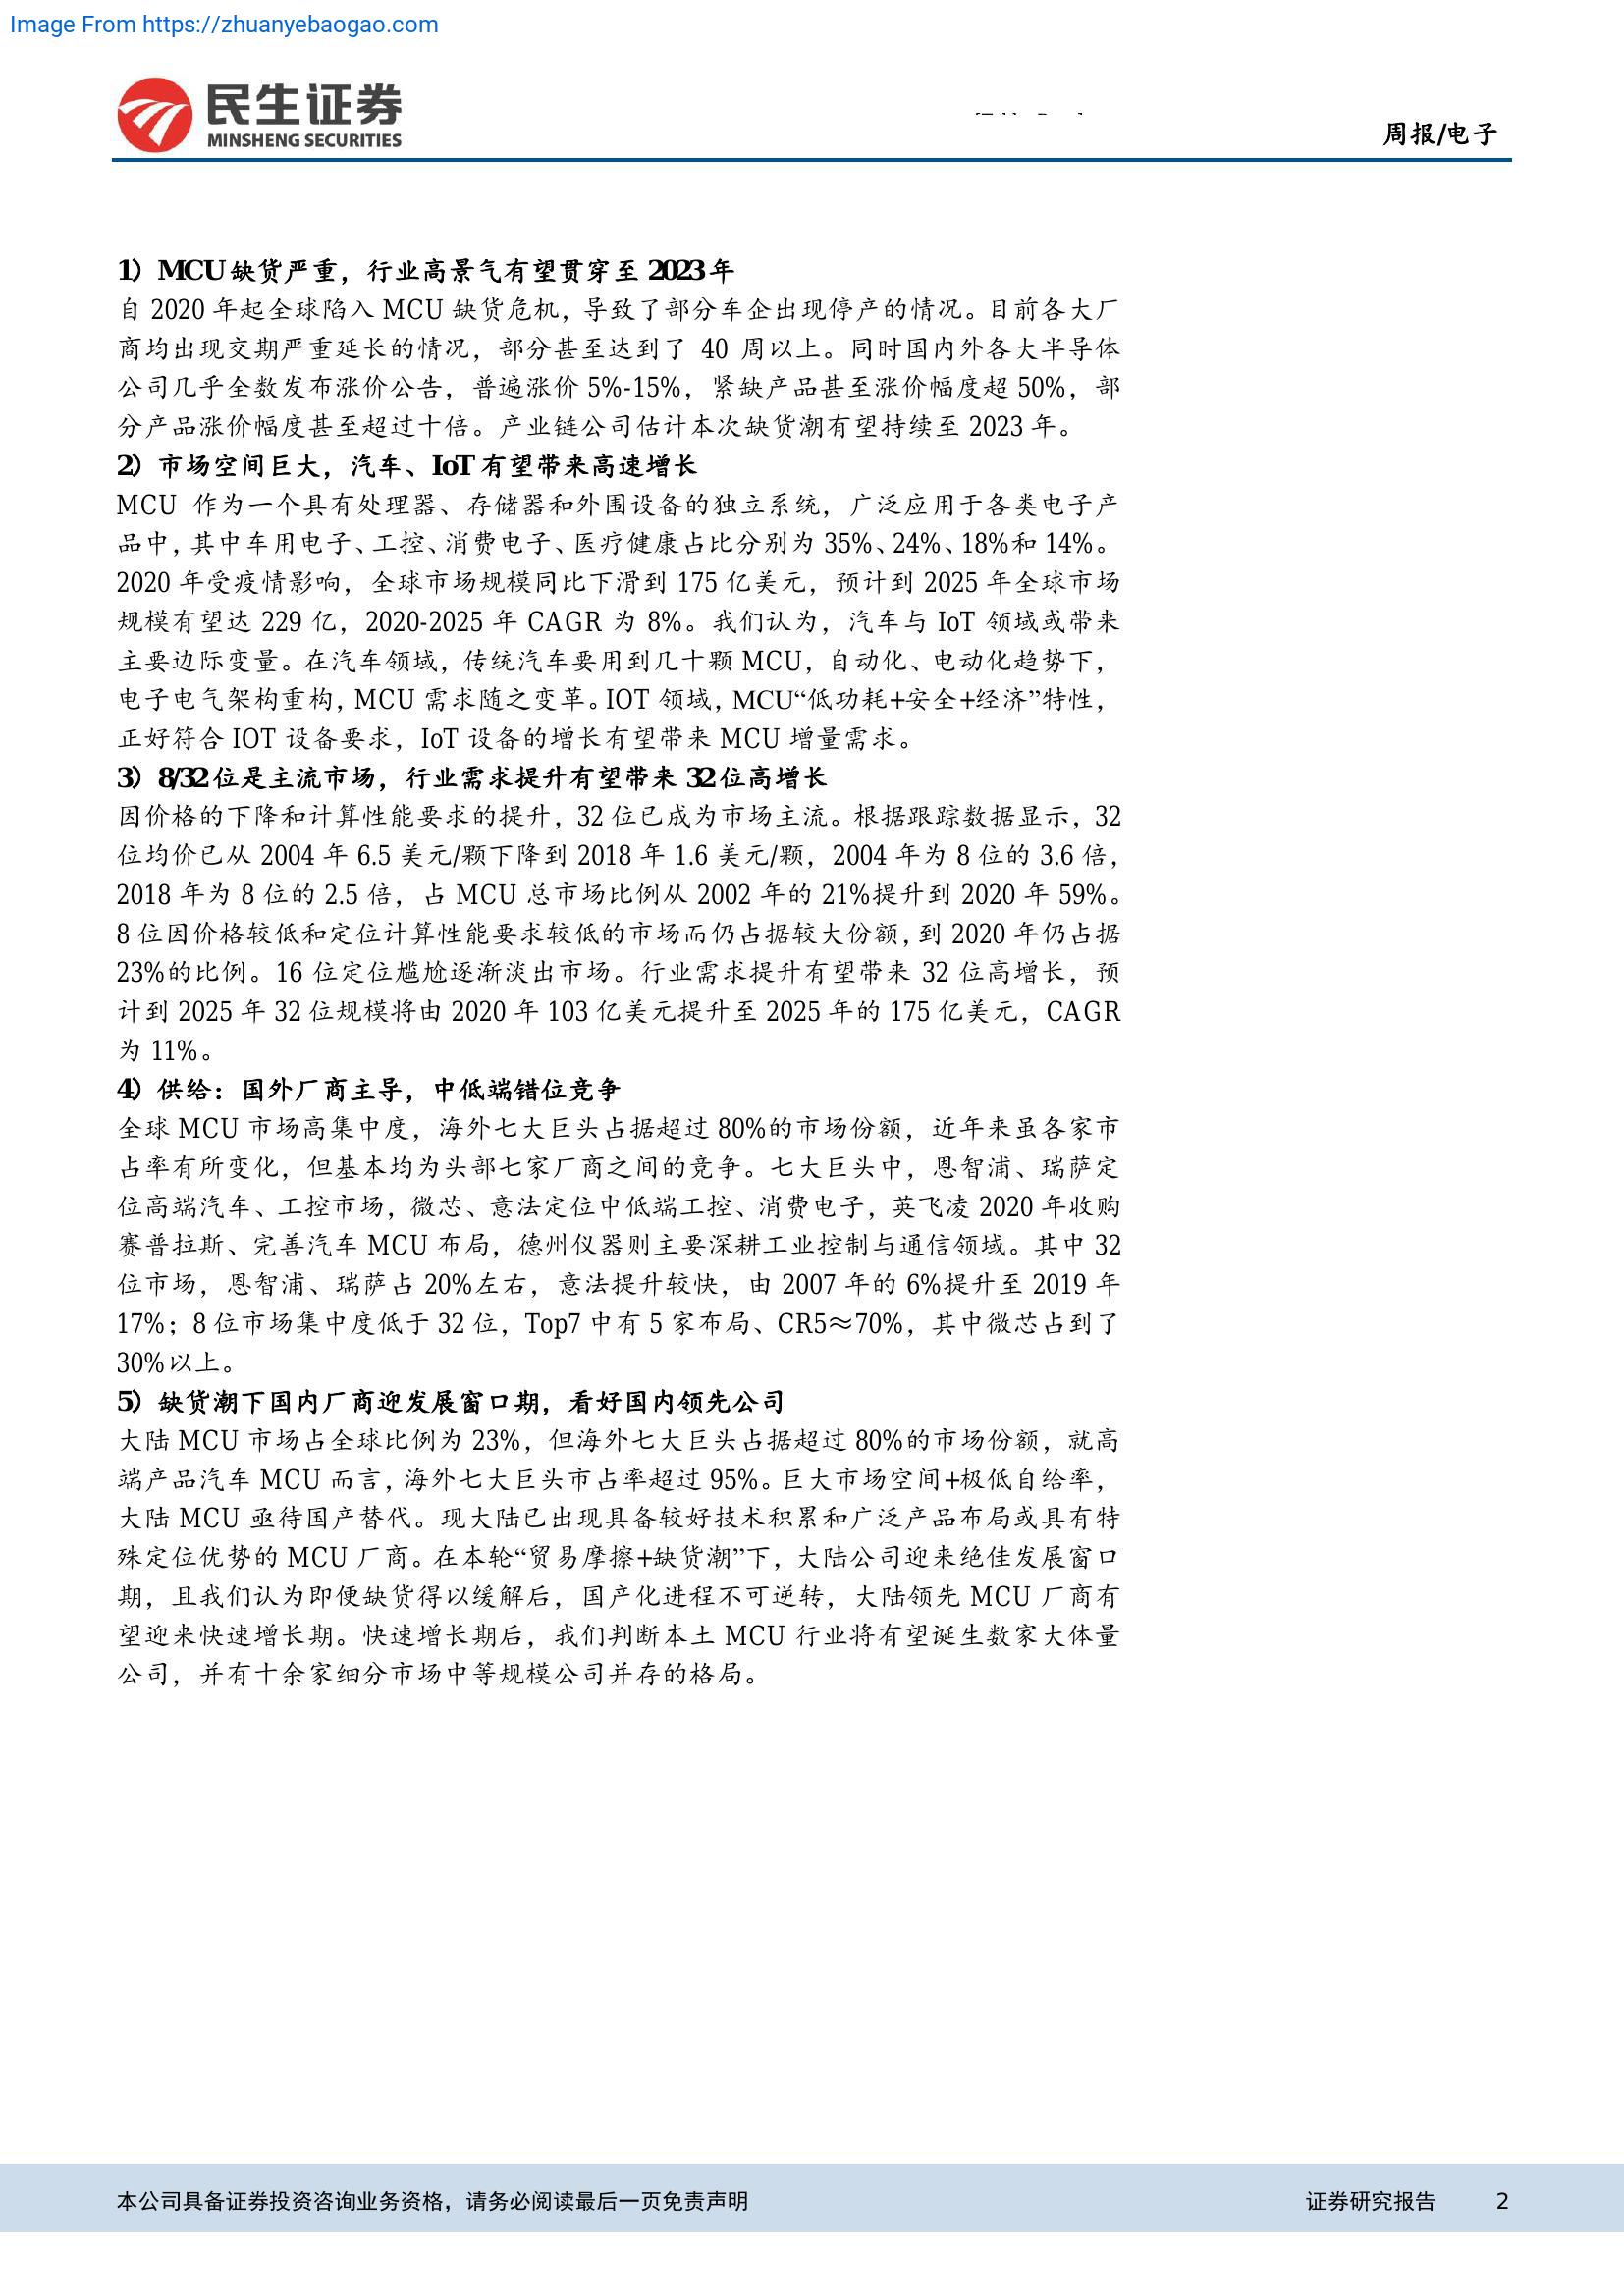 Image From https://zhuanyebaogao.com
民生证券
MINSHENG SECURITIES
周报/电子
1）MCU 缺货严重，行业高景气有望贯穿至 2023 年
自 2020 年起全球陷入 MCU 缺货危机，导致了部分车企出现停产的情况。目前各大厂
商均出现交期严重延长的情况，部分甚至达到了 40 周以上。同时国内外各大半导体
公司几乎全数发布涨价公告，普遍涨价 5%-15%，紧缺产品甚至涨价幅度超 50%，部
分产品涨价幅度甚至超过十倍。产业链公司估计本次缺货潮有望持续至 2023 年。
2）市场空间巨大，汽车、IoT 有望带来高速增长
MCU 作为一个具有处理器、存储器和外围设备的独立系统，广泛应用于各类电子产
品中，其中车用电子、工控、消费电子、医疗健康占比分别为 35%、24%、18%和 14%。
2020 年受疫情影响，全球市场规模同比下滑到 175 亿美元，预计到 2025 年全球市场
规模有望达 229 亿，2020-2025 年 CAGR 为 8%。我们认为，汽车与 IoT 领域或带来
主要边际变量。在汽车领域，传统汽车要用到几十颗 MCU，自动化、电动化趋势下，
电子电气架构重构，MCU 需求随之变革。IOT 领域，MCU“低功耗+安全+经济”特性，
正好符合 IOT 设备要求，IoT 设备的增长有望带来 MCU 增量需求。
3）8/32 位是主流市场，行业需求提升有望带来 32 位高增长
因价格的下降和计算性能要求的提升，32 位已成为市场主流。根据跟踪数据显示，32
位均价已从 2004 年 6.5 美元/颗下降到 2018 年 1.6 美元/颗，2004 年为 8 位的 3.6 倍，
2018 年为 8 位的 2.5 倍，占 MCU 总市场比例从 2002 年的 21%提升到 2020 年 59%。
8 位因价格较低和定位计算性能要求较低的市场而仍占据较大份额，到 2020 年仍占据
23%的比例。16 位定位尴尬逐渐淡出市场。行业需求提升有望带来 32 位高增长，预
计到 2025 年 32 位规模将由 2020 年 103 亿美元提升至 2025 年的 175 亿美元，CAGR
为 11%。
4）供给：国外厂商主导，中低端错位竞争
全球 MCU 市场高集中度，海外七大巨头占据超过 80%的市场份额，近年来虽各家市
占率有所变化，但基本均为头部七家厂商之间的竞争。七大巨头中，恩智浦、瑞萨定
位高端汽车、工控市场，微芯、意法定位中低端工控、消费电子，英飞凌 2020 年收购
赛普拉斯、完善汽车 MCU 布局，德州仪器则主要深耕工业控制与通信领域。其中 32
位市场，恩智浦、瑞萨占 20%左右，意法提升较快，由 2007 年的 6%提升至 2019 年
17%；8 位市场集中度低于 32 位，Top7 中有 5 家布局、CR5≈70%，其中微芯占到了
30%以上。
5）缺货潮下国内厂商迎发展窗口期，看好国内领先公司
大陆 MCU 市场占全球比例为 23%，但海外七大巨头占据超过 80%的市场份额，就高
端产品汽车 MCU 而言，海外七大巨头市占率超过 95%。巨大市场空间+极低自给率，
大陆 MCU 亟待国产替代。现大陆已出现具备较好技术积累和广泛产品布局或具有特
殊定位优势的 MCU 厂商。在本轮“贸易摩擦+缺货潮”下，大陆公司迎来绝佳发展窗口
期，且我们认为即便缺货得以缓解后，国产化进程不可逆转，大陆领先 MCU 厂商有
望迎来快速增长期。快速增长期后，我们判断本土 MCU 行业将有望诞生数家大体量
公司，并有十余家细分市场中等规模公司并存的格局。
本公司具备证券投资咨询业务资格，请务必阅读最后一页免责声明
证券研究报告 2